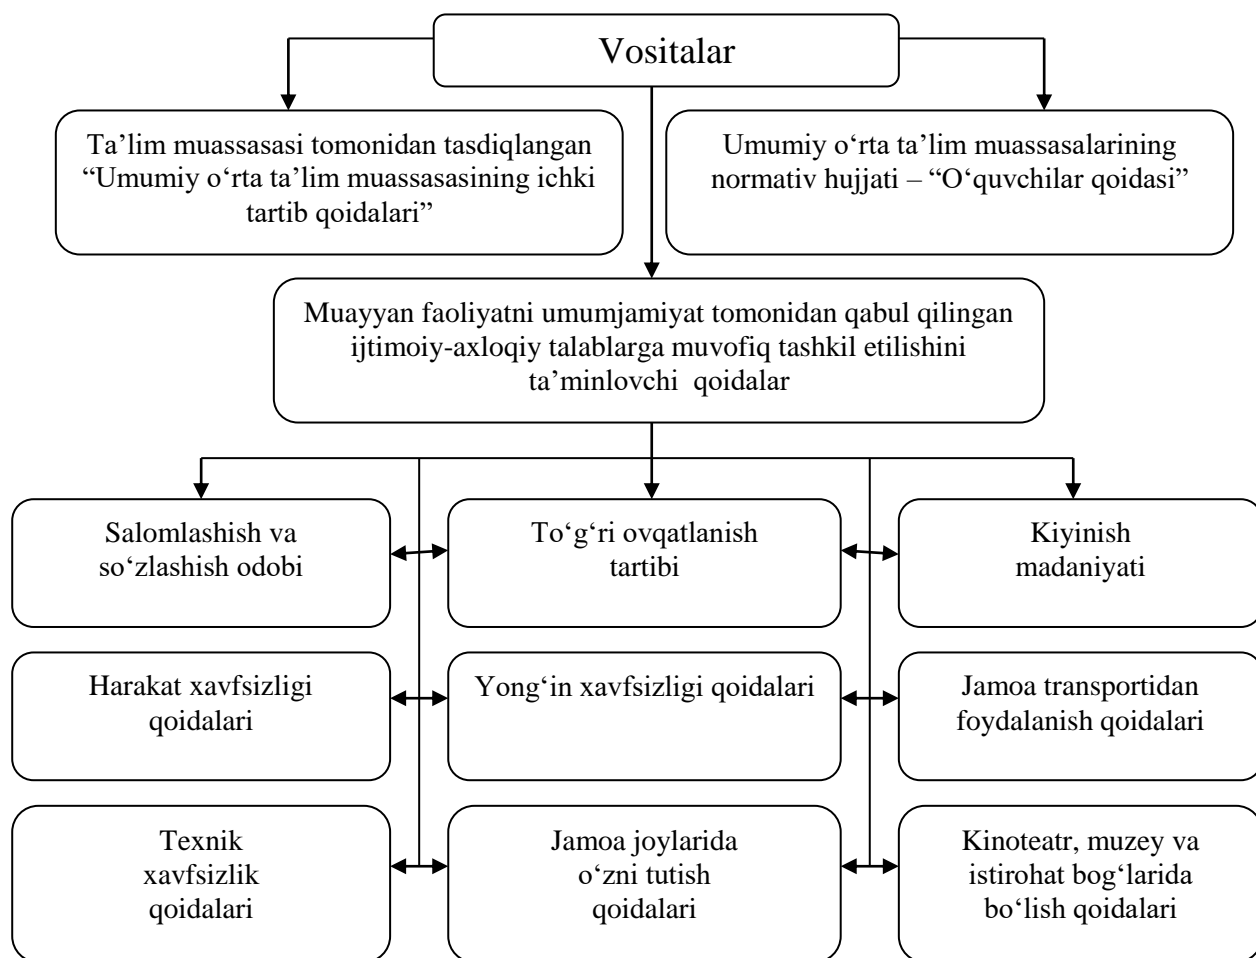 Vositalar
Ta’lim muassasasi tomonidan tasdiqlangan
“Umumiy o‘rta ta’lim muassasasining ichki
tartib qoidalari”
Umumiy o‘rta ta’lim muassasalarining
normativ hujjati – “O‘quvchilar qoidasi”
Muayyan faoliyatni umumjamiyat tomonidan qabul qilingan
ijtimoiy-axloqiy talablarga muvofiq tashkil etilishini
ta’minlovchi qoidalar
Salomlashish va
so‘zlashish odobi
To‘g‘ri ovqatlanish
tartibi
Kiyinish
madaniyati
Harakat xavfsizligi
qoidalari
Yong‘in xavfsizligi qoidalari
Jamoa transportidan
foydalanish qoidalari
Texnik
xavfsizlik
qoidalari
Jamoa joylarida
o‘zni tutish
qoidalari
Kinoteatr, muzey va
istirohat bog‘larida
bo‘lish qoidalari